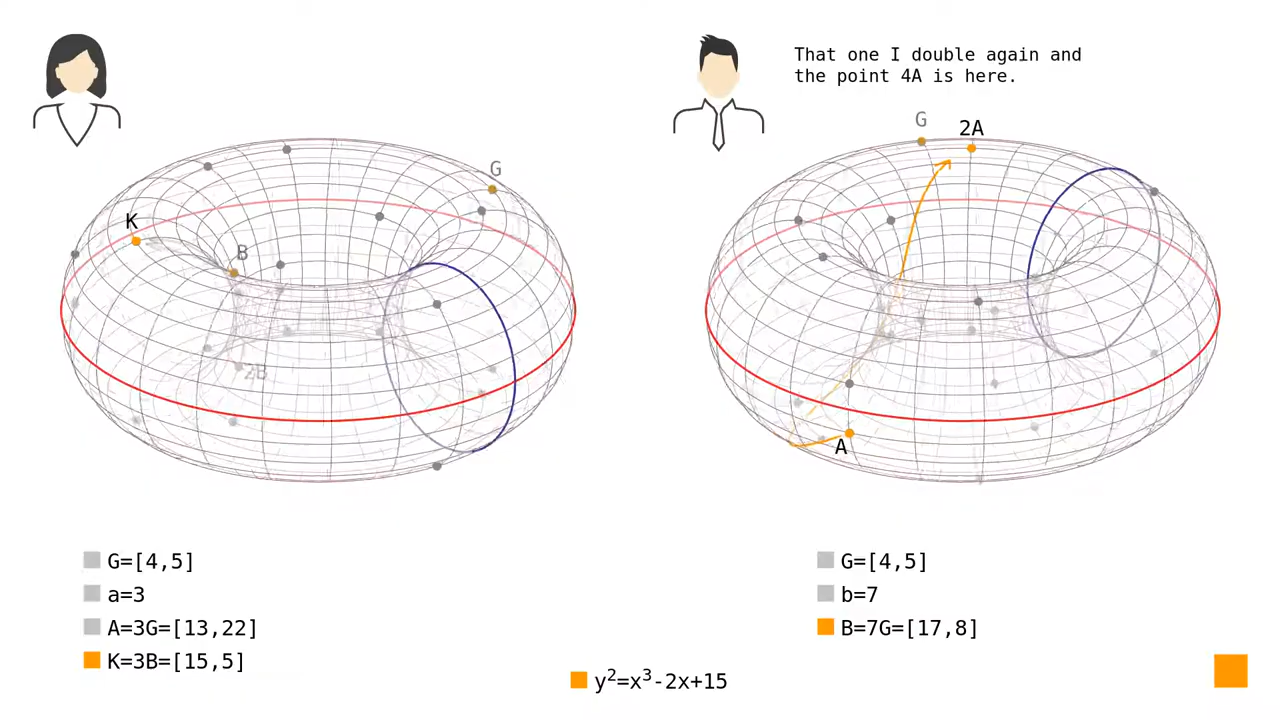 That one I double again and
the point 4A is here.
G
2A
G
K
B
2B
A
G=[4,5]
a=3
A=3G=[13,22]
K=3B=[15,5]
G=[4,5]
b=7
B=7G=[17,8]
y²=x³-2x+15